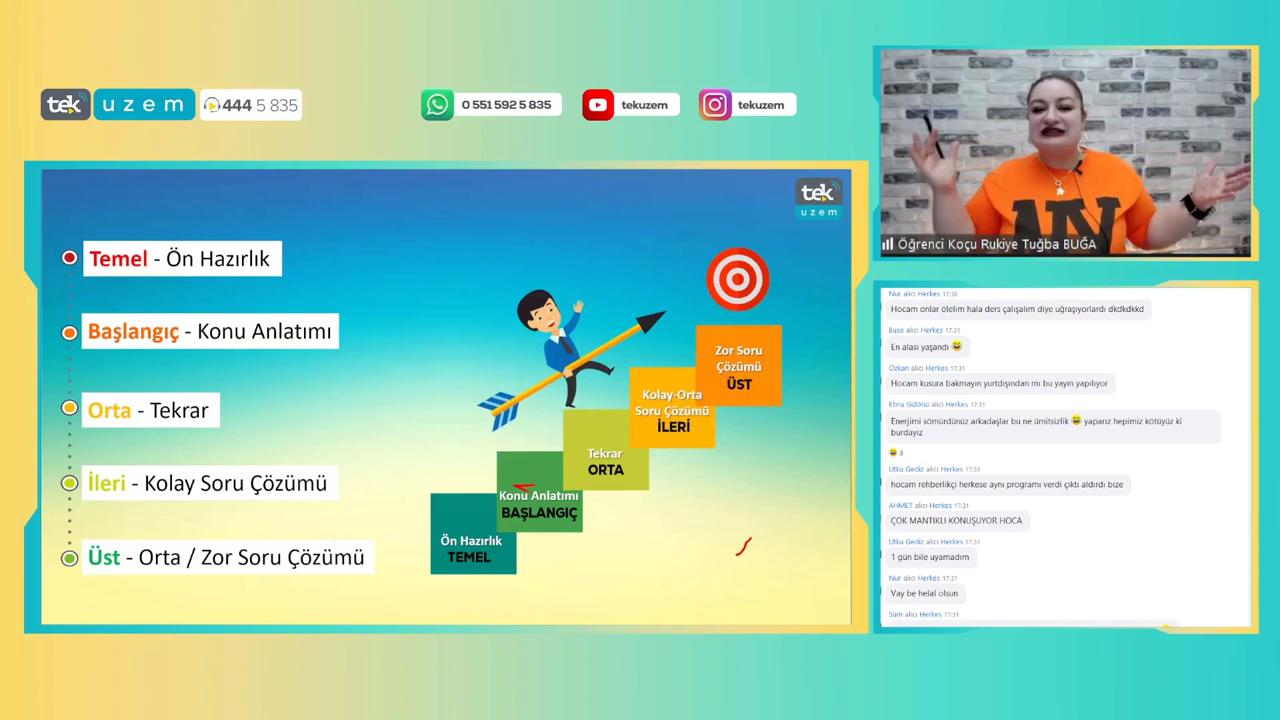 tek uzem 444 5 835
0 551 592 5 835
tekuzem
tekuzem
tek
uzem
Temel - Ön Hazırlık
Başlangıç - Konu Anlatımı
Orta - Tekrar
İleri - Kolay Soru Çözümü
Üst - Orta / Zor Soru Çözümü
Zor Soru
Çözümü
ÜST
Kolay-Orta
Soru Çözümü
İLERİ
Tekrar
ORTA
Konu Anlatımı
BAŞLANGIÇ
Ön Hazırlık
TEMEL
Öğrenci Koçu Rukiye Tuğba BUĞA
Nur alıcı Herkes 17:30
Hocam onlar ölelim hala ders çalışalım diye uğraşıyorlardı dkdkdkkd
Buse alıcı Herkes 17:31
En alası yaşandı 😂
Özkan alıcı Herkes 17:31
Hocam kusura bakmayın yurtdışından mı bu yayın yapılıyor
Ebru Gülönü alıcı Herkes 17:31
Enerjimi sömürdünüz arkadaşlar bu ne ümitsizlik 😂 yaparız hepimiz kötüyüz ki
burdayız
😂 3
Utku Gediz alıcı Herkes 17:31
hocam rehberlikçi herkese aynı programı verdi çıktı aldırdı bize
AHMET alıcı Herkes 17:31
ÇOK MANTIKLI KONUŞUYOR HOCA
Utku Gediz alıcı Herkes 17:31
1 gün bile uyamadım
Nur alıcı Herkes 17:31
Vay be helal olsun
Süm alıcı Herkes 17:31